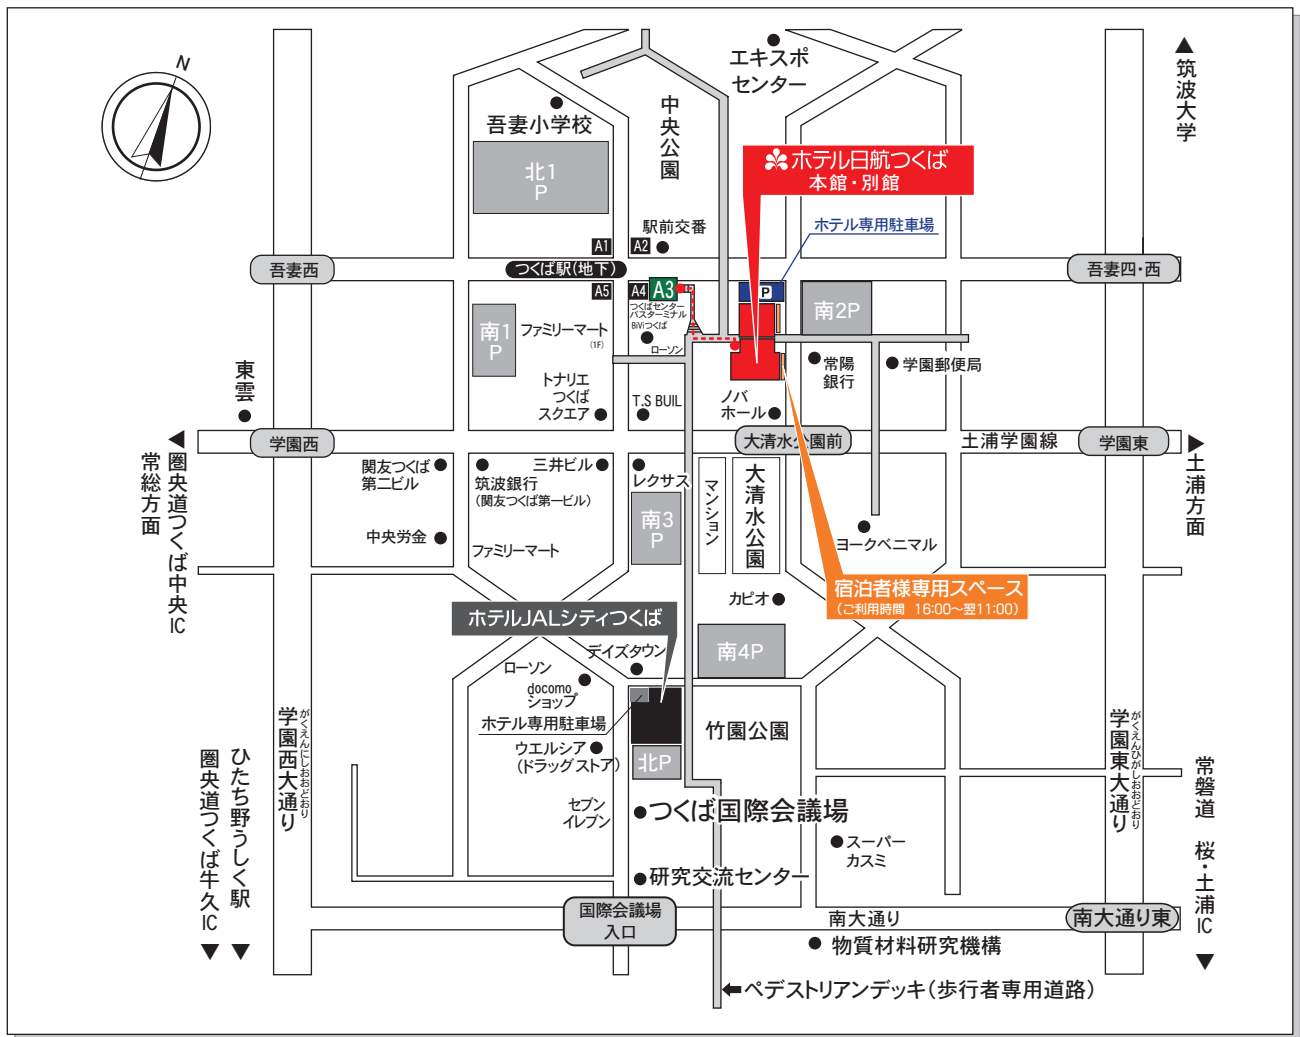 N
エキスポ
センター
筑波大学
中央公園
吾妻小学校
北1
P
ホテル日航つくば
本館・別館
駅前交番
ホテル専用駐車場
A1
A2
吾妻西
つくば駅(地下)
吾妻四・西
A5
A4
A3
P
つくばセンター
バスターミナル
BiViつくば
ローソン
南1
P
ファミリーマート
(1F)
南2P
常陽
銀行
学園郵便局
東雲
トナリエ
つくば
スクエア
T.S BUIL
ノバ
ホール
学園西
大清水公園前
土浦学園線
学園東
圏央道つくば中央IC
常総方面
土浦方面
関友つくば
第二ビル
筑波銀行
(関友つくば第一ビル)
三井ビル
レクサス
マンション
大清水公園
南3
P
中央労金
ファミリーマート
ヨークベニマル
宿泊者様専用スペース
(ご利用時間 16:00〜翌11:00)
カピオ
ホテルJALシティつくば
南4P
デイズタウン
ローソン
docomo
ショップ
ホテル専用駐車場
ウエルシア
(ドラッグストア)
北P
竹園公園
学園西大通り
がくえんにしおおどおり
学園東大通り
がくえんひがしおおどおり
ひたち野うしく駅
圏央道つくば牛久IC
常磐道 桜・土浦IC
セブン
イレブン
つくば国際会議場
スーパー
カスミ
研究交流センター
国際会議場
入口
南大通り
南大通り東
物質材料研究機構
ペデストリアンデッキ(歩行者専用道路)